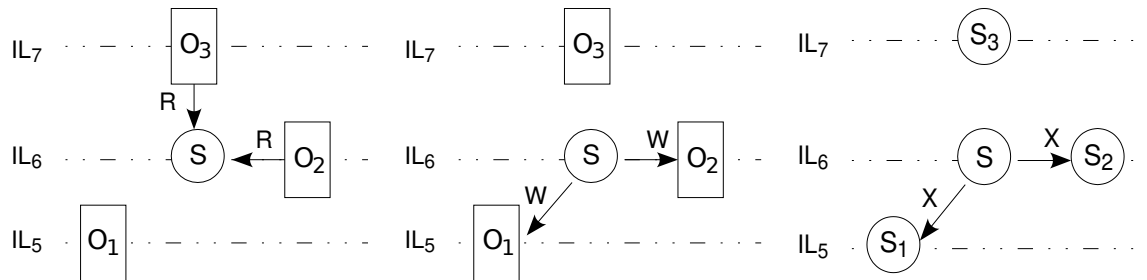 IL7 O3 O3 IL7 S3 IL7
R R W X
IL6 S O2 IL6 S O2 IL6 S S2
W X
IL5 O1 IL5 O1 IL5 S1